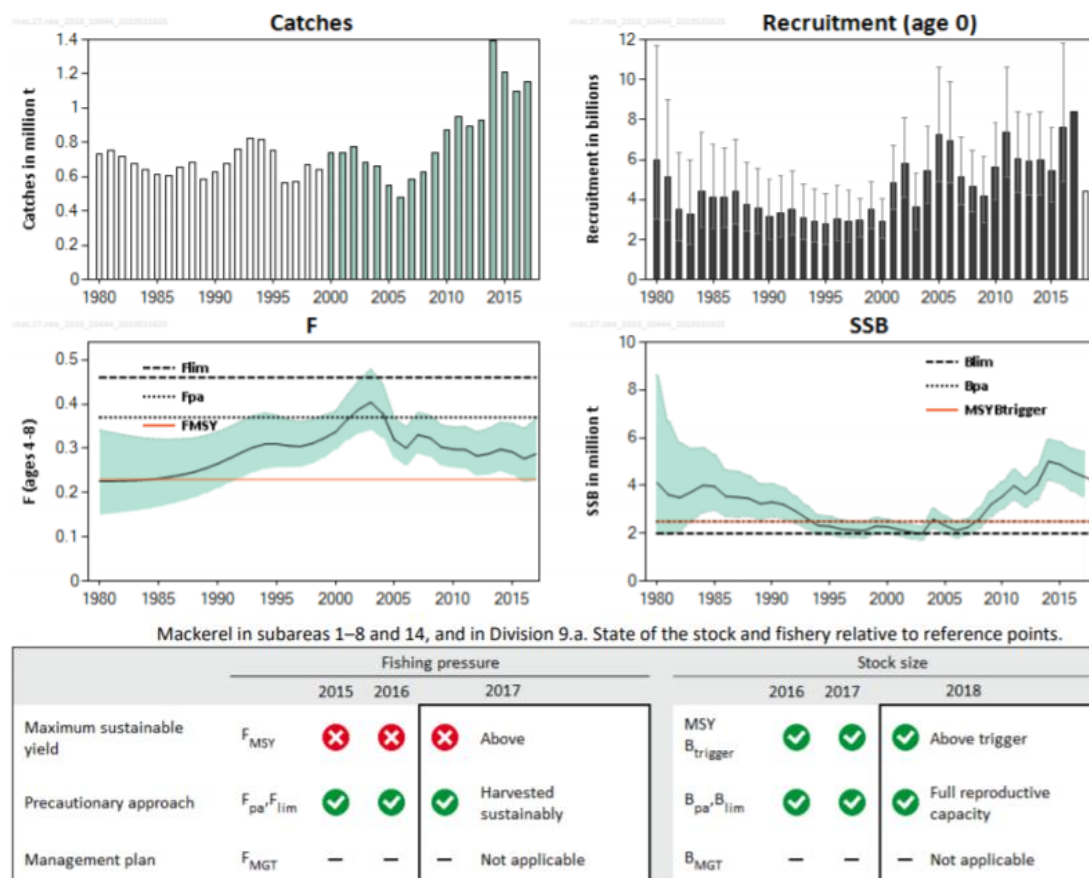 Catches
Catches in million t
1.4
1.2
1
0.8
0.6
0.4
0.2
0
1980 1985 1990 1995 2000 2005 2010 2015
Recruitment (age 0)
Recruitment in billions
12
10
8
6
4
2
0
1980 1985 1990 1995 2000 2005 2010 2015
F
F (ages 4-8)
0.5
0.4
0.3
0.2
0.1
0
Flim
Fpa
FMSY
1980 1985 1990 1995 2000 2005 2010 2015
SSB
SSB in million t
10
8
6
4
2
0
Blim
Bpa
MSYBtrigger
1980 1985 1990 1995 2000 2005 2010 2015
Mackerel in subareas 1–8 and 14, and in Division 9.a. State of the stock and fishery relative to reference points.
Fishing pressure Stock size
2015 2016 2017 2016 2017 2018
Maximum sustainable yield FMSY Above MSY Btrigger Above trigger
Precautionary approach Fpa,Flim Harvested sustainably Bpa,Blim Full reproductive capacity
Management plan FMGT – – – Not applicable BMGT – – – Not applicable